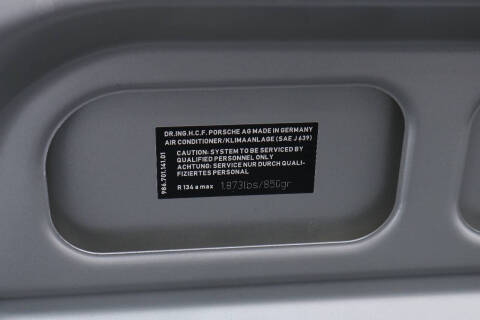 DR.ING.H.C.F. PORSCHE AG MADE IN GERMANY
AIR CONDITIONER/KLIMAANLAGE (SAE J 639)
CAUTION: SYSTEM TO BE SERVICED BY
QUALIFIED PERSONNEL ONLY
ACHTUNG: SERVICE NUR DURCH QUALI-
FIZIERTES PERSONAL
R 134 a max 1.873lbs/850gr
986.701.141.01